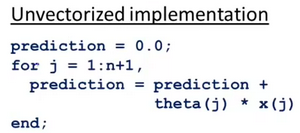 Unvectorized implementation
prediction = 0.0;
for j = 1:n+1,
prediction = prediction +
theta(j) * x(j)
end;